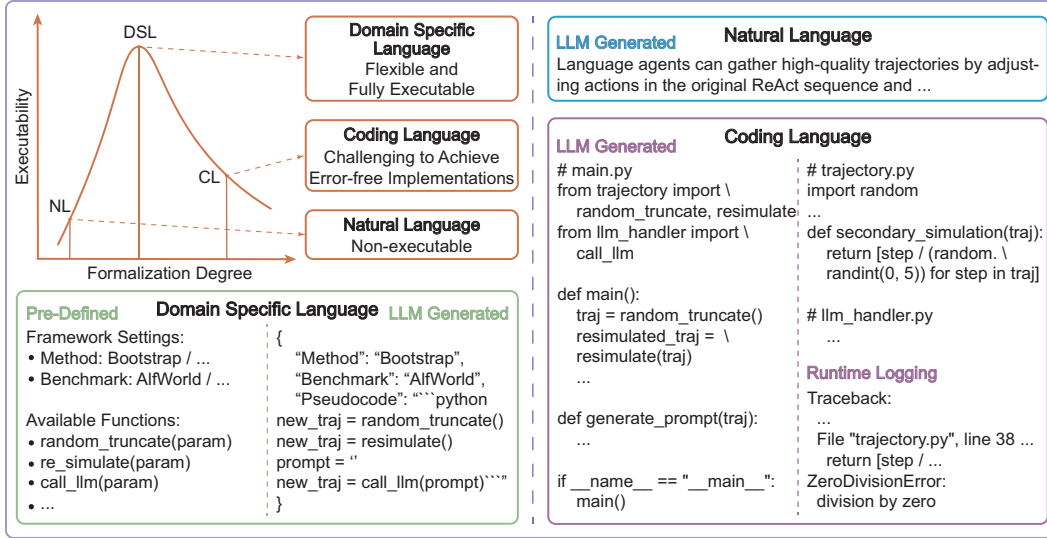 Executability
DSL
NL
CL
Formalization Degree
Domain Specific
Language
Flexible and
Fully Executable
Coding Language
Challenging to Achieve
Error-free Implementations
Natural Language
Non-executable
Pre-Defined
Domain Specific Language
LLM Generated
Framework Settings:
• Method: Bootstrap / ...
• Benchmark: AlfWorld / ...
Available Functions:
• random_truncate(param)
• re_simulate(param)
• call_llm(param)
• ...
{
“Method”: “Bootstrap”,
“Benchmark”: “AlfWorld”,
“Pseudocode”: “```python
new_traj = random_truncate()
new_traj = resimulate()
prompt = ‘’
new_traj = call_llm(prompt)```”
}
LLM Generated
Natural Language
Language agents can gather high-quality trajectories by adjust-
ing actions in the original ReAct sequence and ...
Coding Language
LLM Generated
# main.py
from trajectory import \
random_truncate, resimulate
from llm_handler import \
call_llm
def main():
traj = random_truncate()
resimulated_traj = \
resimulate(traj)
...
def generate_prompt(traj):
...
if __name__ == "__main__":
main()
# trajectory.py
import random
...
def secondary_simulation(traj):
return [step / (random. \
randint(0, 5)) for step in traj]
# llm_handler.py
...
Runtime Logging
Traceback:
...
File "trajectory.py", line 38 ...
return [step / ...
ZeroDivisionError:
division by zero